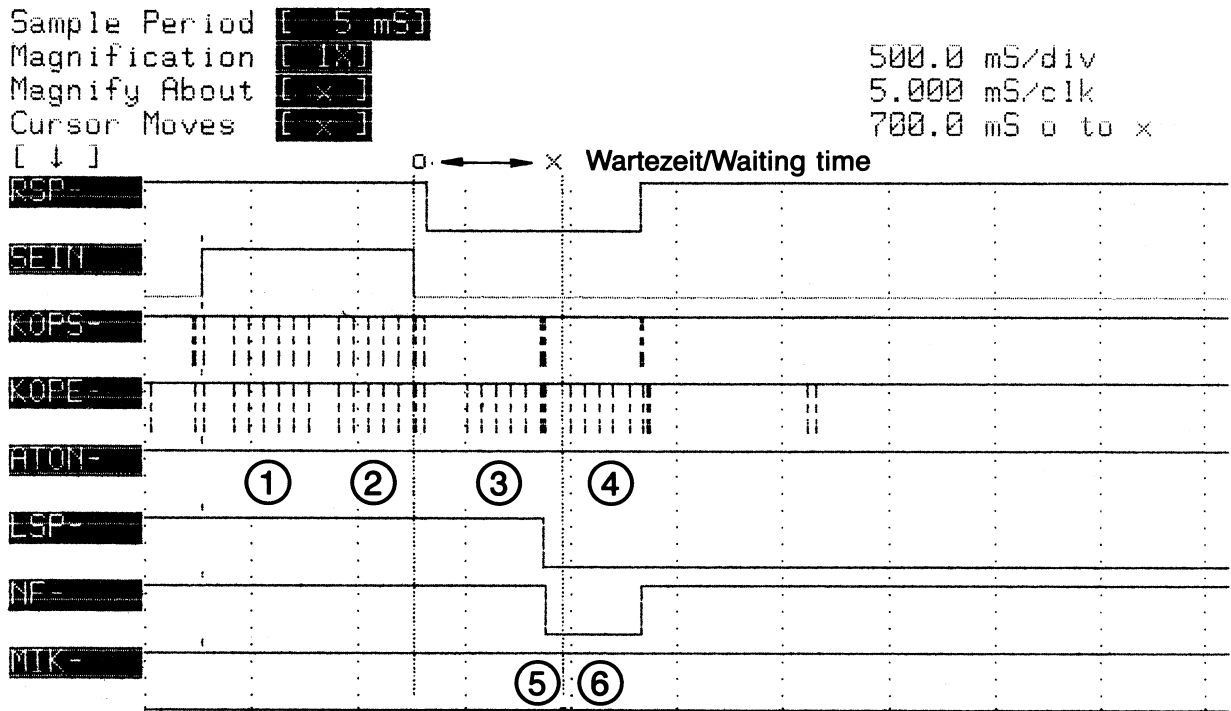 Sample Period [ 5 mS]
Magnification [ 1X] 500.0 mS/div
Magnify About [ x ] 5.000 mS/clk
Cursor Moves [ x ] 700.0 mS o to x
[ ↓ ] o x Wartezeit/Waiting time
RSP-
SEIN
KOPS-
KOPE-
ATON-
① ② ③ ④
LSP-
NF-
MIK-
⑤ ⑥